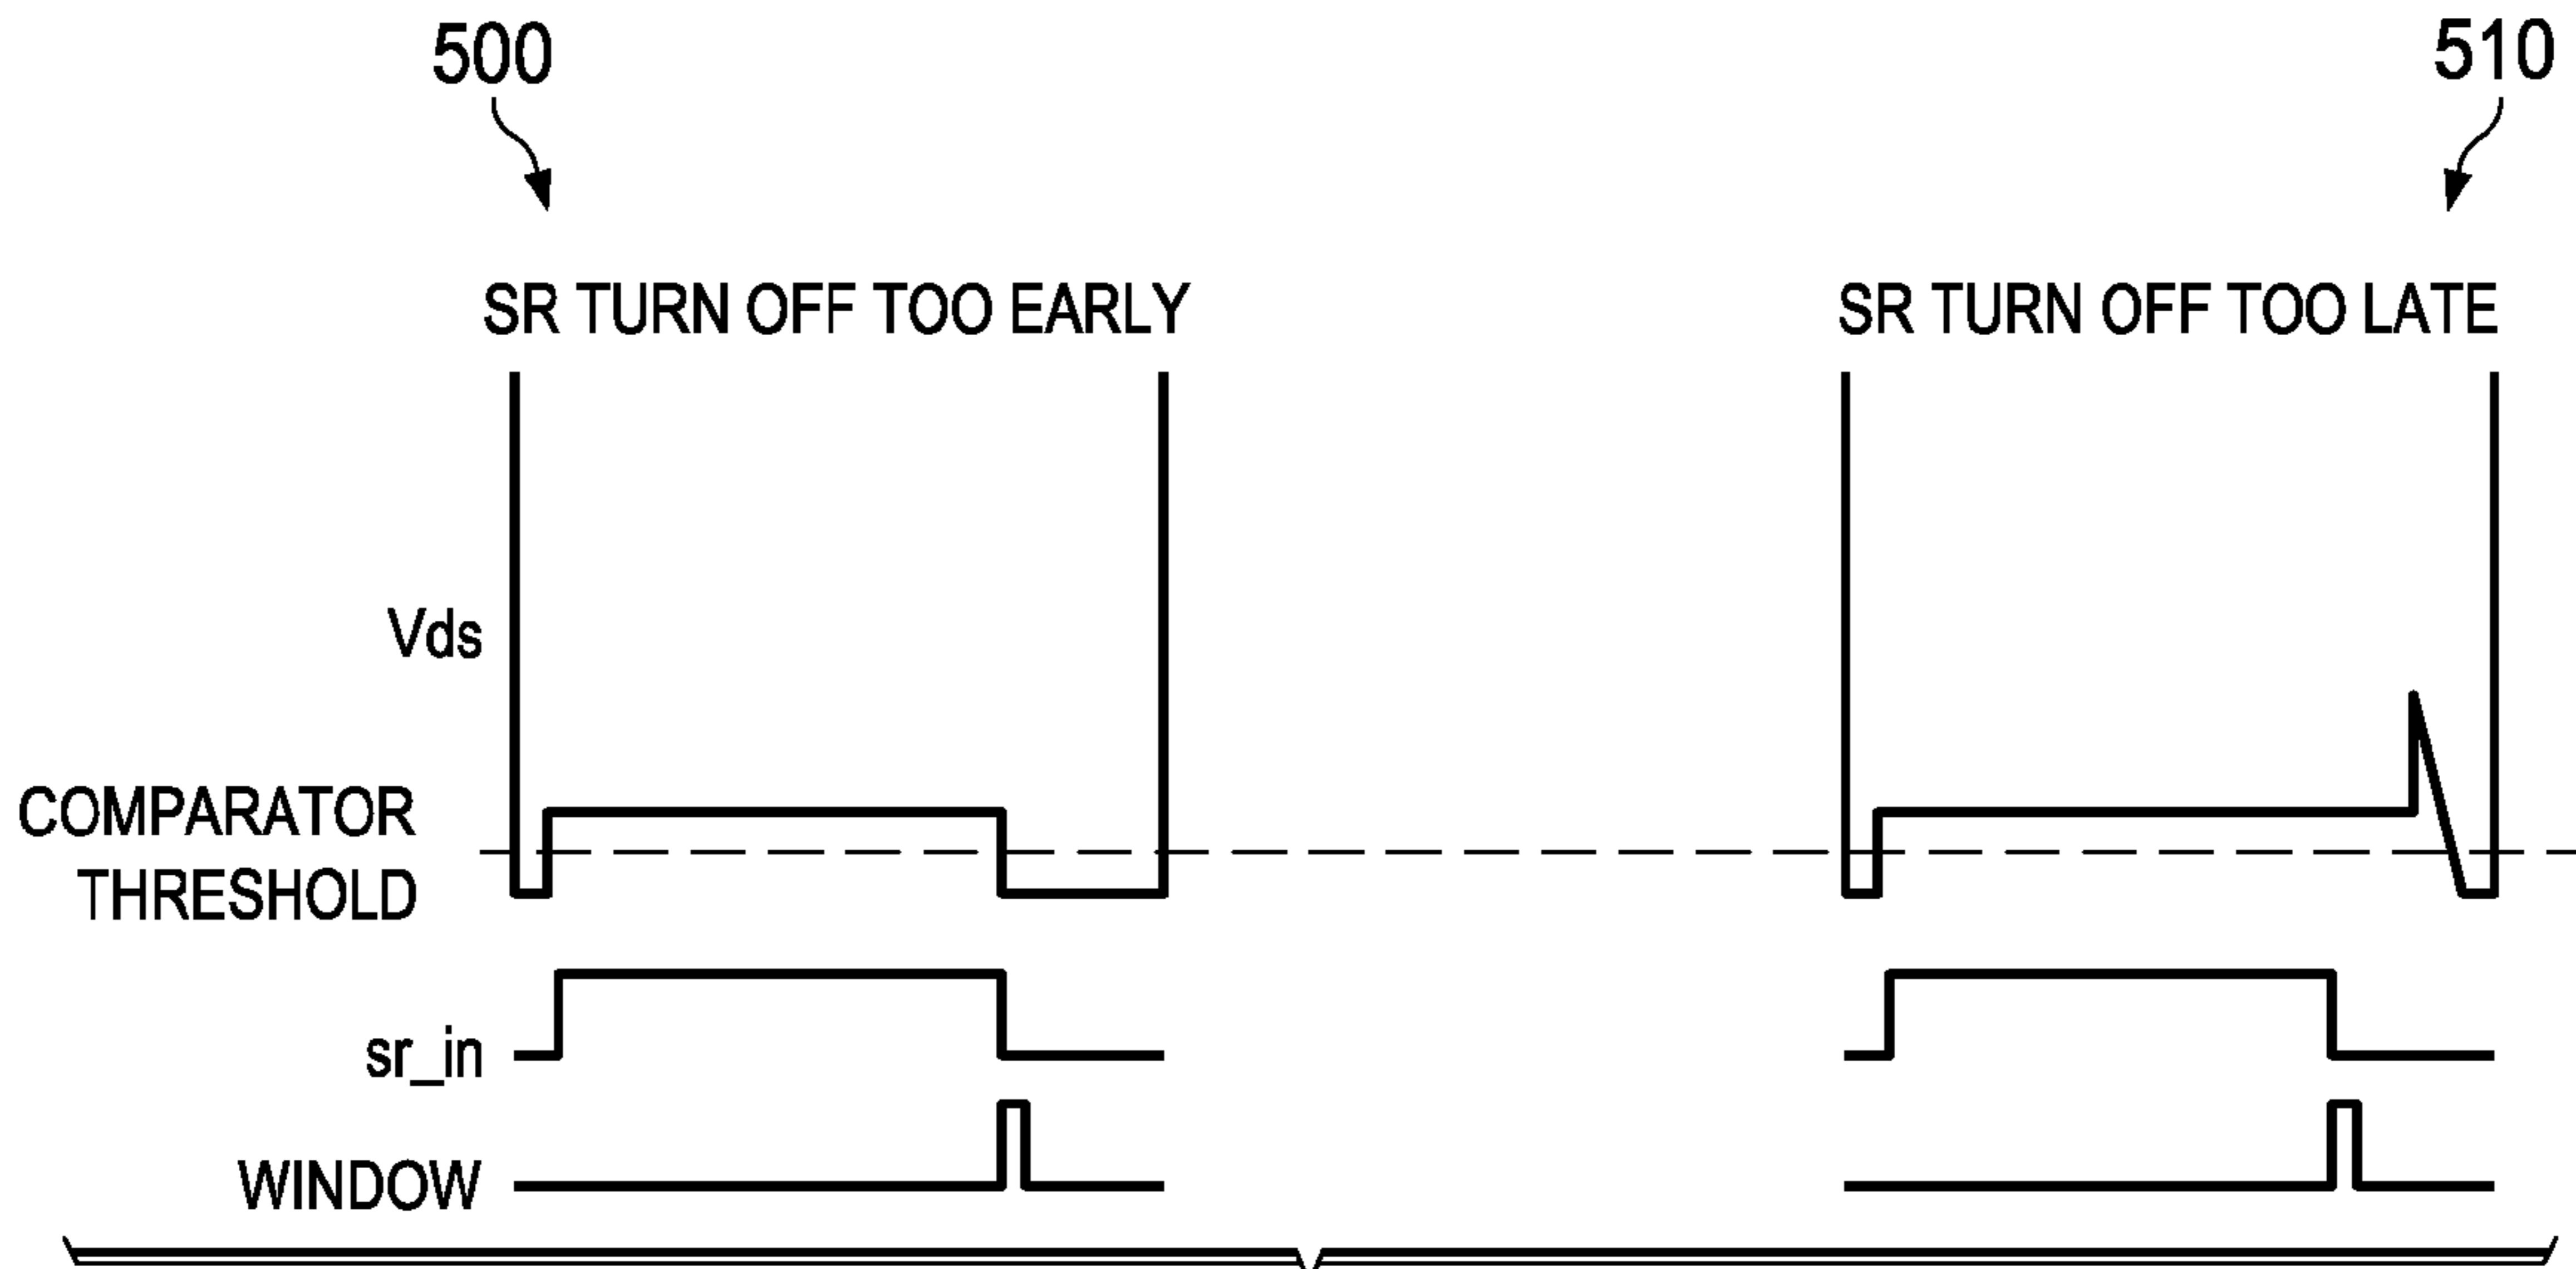 500
510
SR TURN OFF TOO EARLY
SR TURN OFF TOO LATE
Vds
COMPARATOR
THRESHOLD
sr_in
WINDOW